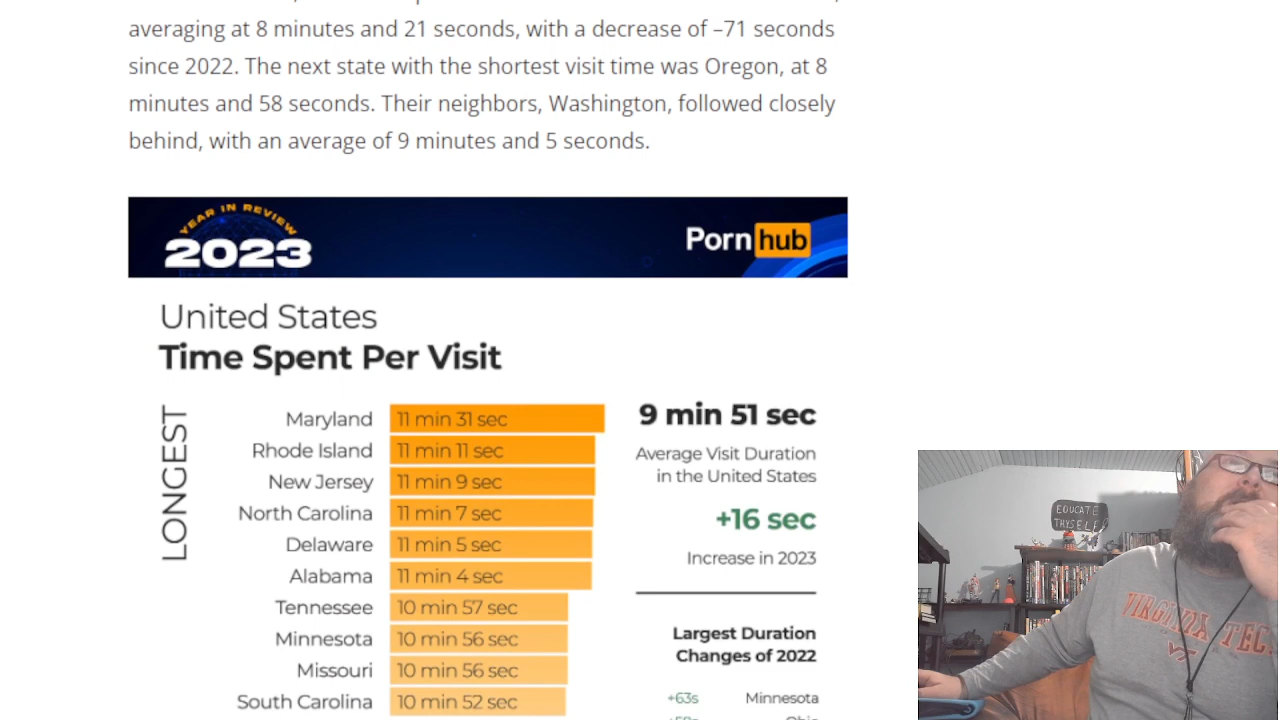 averaging at 8 minutes and 21 seconds, with a decrease of –71 seconds
since 2022. The next state with the shortest visit time was Oregon, at 8
minutes and 58 seconds. Their neighbors, Washington, followed closely
behind, with an average of 9 minutes and 5 seconds.
YEAR IN REVIEW
2023
Porn hub
United States
Time Spent Per Visit
LONGEST
Maryland 11 min 31 sec
Rhode Island 11 min 11 sec
New Jersey 11 min 9 sec
North Carolina 11 min 7 sec
Delaware 11 min 5 sec
Alabama 11 min 4 sec
Tennessee 10 min 57 sec
Minnesota 10 min 56 sec
Missouri 10 min 56 sec
South Carolina 10 min 52 sec
9 min 51 sec
Average Visit Duration
in the United States
+16 sec
Increase in 2023
Largest Duration
Changes of 2022
+63s Minnesota
EDUCATE
THYSELF
VIRGINIA TEC
VT